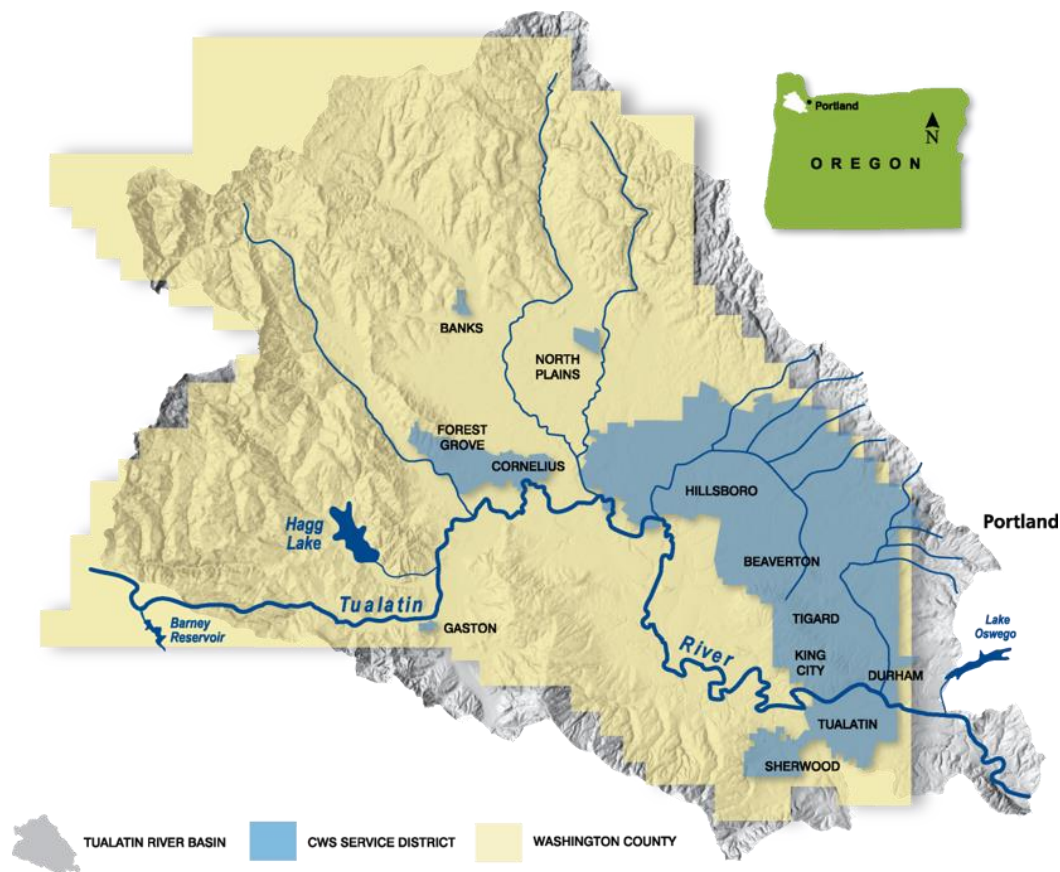 Portland
N
OREGON
BANKS
NORTH
PLAINS
FOREST
GROVE
CORNELIUS
HILLSBORO
Hagg
Lake
Portland
BEAVERTON
Tualatin
TIGARD
Barney
Reservoir
GASTON
River
KING
CITY
Lake
Oswego
DURHAM
TUALATIN
SHERWOOD
TUALATIN RIVER BASIN
CWS SERVICE DISTRICT
WASHINGTON COUNTY